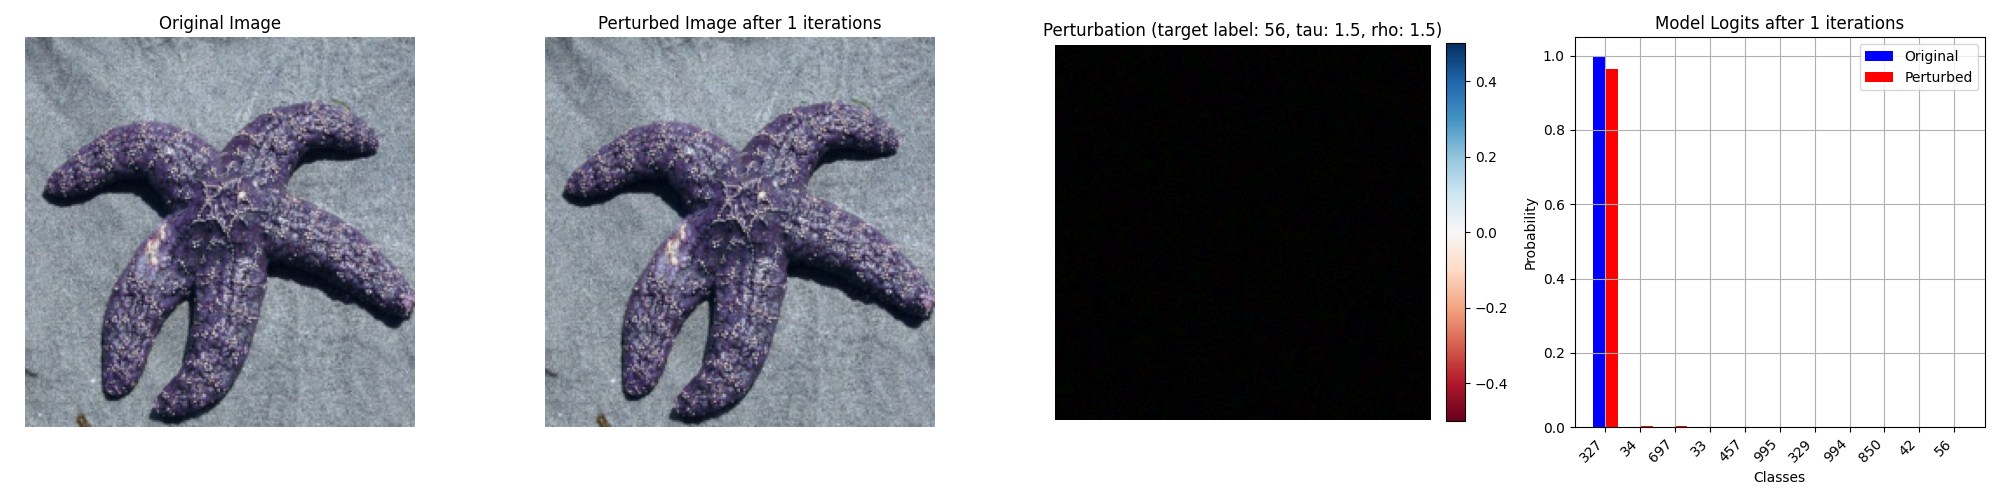 Original Image
Perturbed Image after 1 iterations
Perturbation (target label: 56, tau: 1.5, rho: 1.5)
0.4
0.2
0.0
−0.2
−0.4
Model Logits after 1 iterations
Original
Perturbed
Probability
1.0
0.8
0.6
0.4
0.2
0.0
327
34
697
33
457
995
329
994
850
42
56
Classes